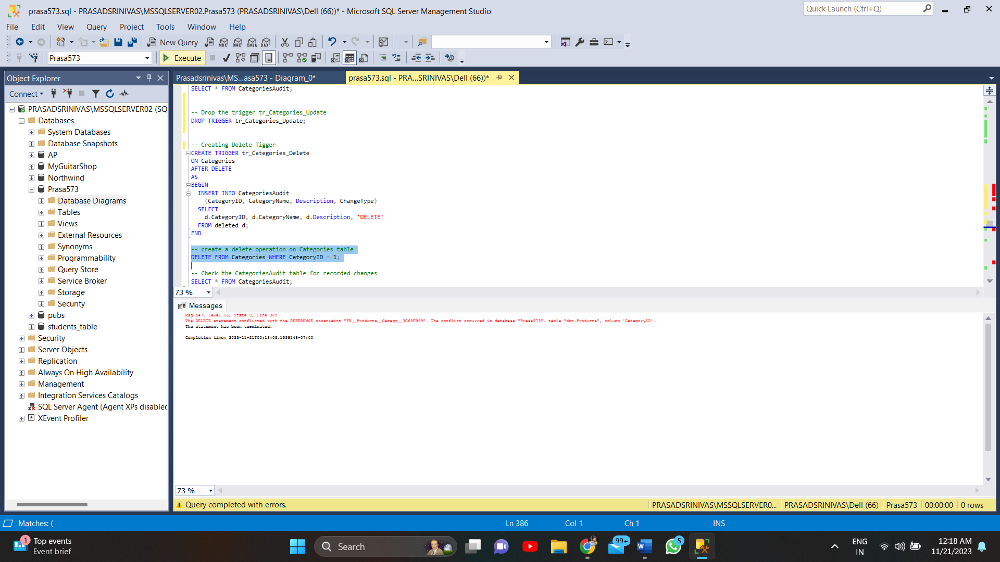 prasa573.sql - PRASADSRINIVAS\MSSQLSERVER02.Prasa573 (PRASADSRINIVAS\Dell (66))* - Microsoft SQL Server Management Studio
Quick Launch (Ctrl+Q)
File Edit View Query Project Tools Window Help
New Query
MDX DMX XMLA DAX
Prasa573
Execute
Object Explorer
Prasadsrinivas\MS...asa573 - Diagram_0*
prasa573.sql - PRA...SRINIVAS\Dell (66))*
Connect
PRASADSRINIVAS\MSSQLSERVER02 (SQ
Databases
System Databases
Database Snapshots
AP
MyGuitarShop
Northwind
Prasa573
Database Diagrams
Tables
Views
External Resources
Synonyms
Programmability
Query Store
Service Broker
Storage
Security
pubs
students_table
Security
Server Objects
Replication
Always On High Availability
Management
Integration Services Catalogs
SQL Server Agent (Agent XPs disabled
XEvent Profiler
SELECT * FROM CategoriesAudit;
-- Drop the trigger tr_Categories_Update
DROP TRIGGER tr_Categories_Update;
-- Creating Delete Tigger
CREATE TRIGGER tr_Categories_Delete
ON Categories
AFTER DELETE
AS
BEGIN
INSERT INTO CategoriesAudit
(CategoryID, CategoryName, Description, ChangeType)
SELECT
d.CategoryID, d.CategoryName, d.Description, 'DELETE'
FROM deleted d;
END
-- create a delete operation on Categories table
DELETE FROM Categories WHERE CategoryID = 1;
-- Check the CategoriesAudit table for recorded changes
SELECT * FROM CategoriesAudit;
73 %
Messages
Msg 547, Level 16, State 0, Line 385
The DELETE statement conflicted with the REFERENCE constraint "FK__Products__Catego__3C69FB99". The conflict occurred in database "Prasa573", table "dbo.Products", column 'CategoryID'.
The statement has been terminated.
Completion time: 2023-11-21T00:18:05.1559148-07:00
73 %
Query completed with errors.
PRASADSRINIVAS\MSSQLSERVER0... PRASADSRINIVAS\Dell (66) Prasa573 00:00:00 0 rows
Matches: (
Ln 386 Col 1 Ch 1 INS
1
Top events
Event brief
Search
99+
5
ENG
IN
12:18 AM
11/21/2023